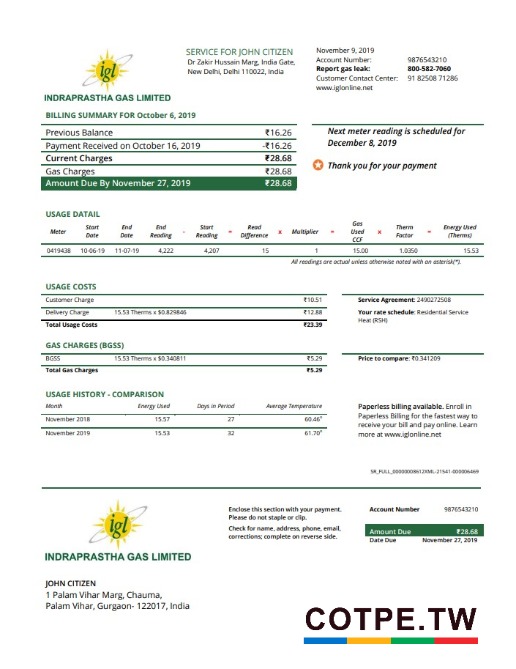 igl
INDRAPRASTHA GAS LIMITED
SERVICE FOR JOHN CITIZEN
Dr Zakir Hussain Marg, India Gate,
New Delhi, Delhi 110022, India
November 9, 2019
Account Number: 9876543210
Report gas leak: 800-582-7060
Customer Contact Center: 91 82508 71286
www.iglonline.net
BILLING SUMMARY FOR October 6, 2019
Previous Balance ₹16.26
Payment Received on October 16, 2019 -₹16.26
Current Charges ₹28.68
Gas Charges ₹28.68
Amount Due By November 27, 2019 ₹28.68
Next meter reading is scheduled for
December 8, 2019
Thank you for your payment
USAGE DATAIL
Meter Start Date End Date End Reading - Start Reading = Read Difference x Multiplier = Gas Used CCF x Therm Factor = Energy Used (Therms)
0419438 10-06-19 11-07-19 4,222 4,207 15 1 15.00 1.0350 15.53
All readings are actual unless otherwise noted with an asterisk(*).
USAGE COSTS
Customer Charge ₹10.51
Delivery Charge 15.53 Therms x $0.829846 ₹12.88
Total Usage Costs ₹23.39
Service Agreement: 2490272508
Your rate schedule: Residential Service
Heat (RSH)
GAS CHARGES (BGSS)
BGSS 15.53 Therms x $0.340811 ₹5.29
Total Gas Charges ₹5.29
Price to compare: ₹0.341209
USAGE HISTORY - COMPARISON
Month Energy Used Days in Period Average Temperature
November 2018 15.57 27 60.46°
November 2019 15.53 32 61.70°
Paperless billing available. Enroll in
Paperless Billing for the fastest way to
receive your bill and pay online. Learn
more at www.iglonline.net
igl
INDRAPRASTHA GAS LIMITED
Enclose this section with your payment.
Please do not staple or clip.
Check for name, address, phone, email,
corrections; complete on reverse side.
Account Number 9876543210
Amount Due ₹28.68
Date Due November 27, 2019
JOHN CITIZEN
1 Palam Vihar Marg, Chauma,
Palam Vihar, Gurgaon- 122017, India
COTPE.TW